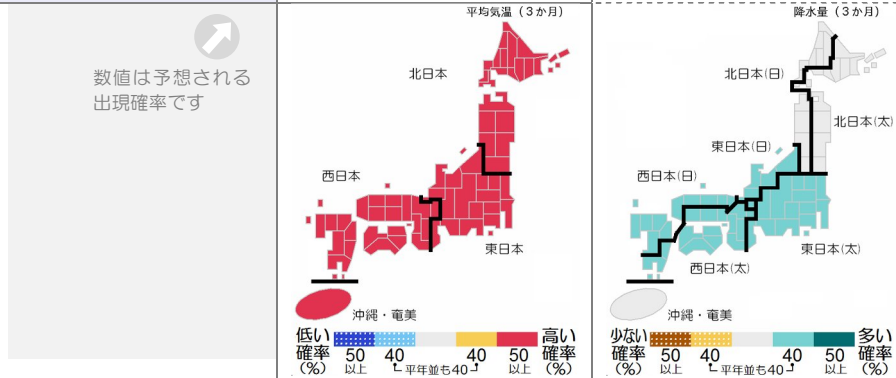 数値は予想される
出現確率です
平均気温（３か月）
北日本
西日本
東日本
沖縄・奄美
低い
確率
(%)
50
以上
40
平年並も40
40
50
以上
高い
確率
(%)
降水量（３か月）
北日本(日)
北日本(太)
東日本(日)
西日本(日)
東日本(太)
西日本(太)
沖縄・奄美
少ない
確率
(%)
50
以上
40
平年並も40
40
50
以上
多い
確率
(%)